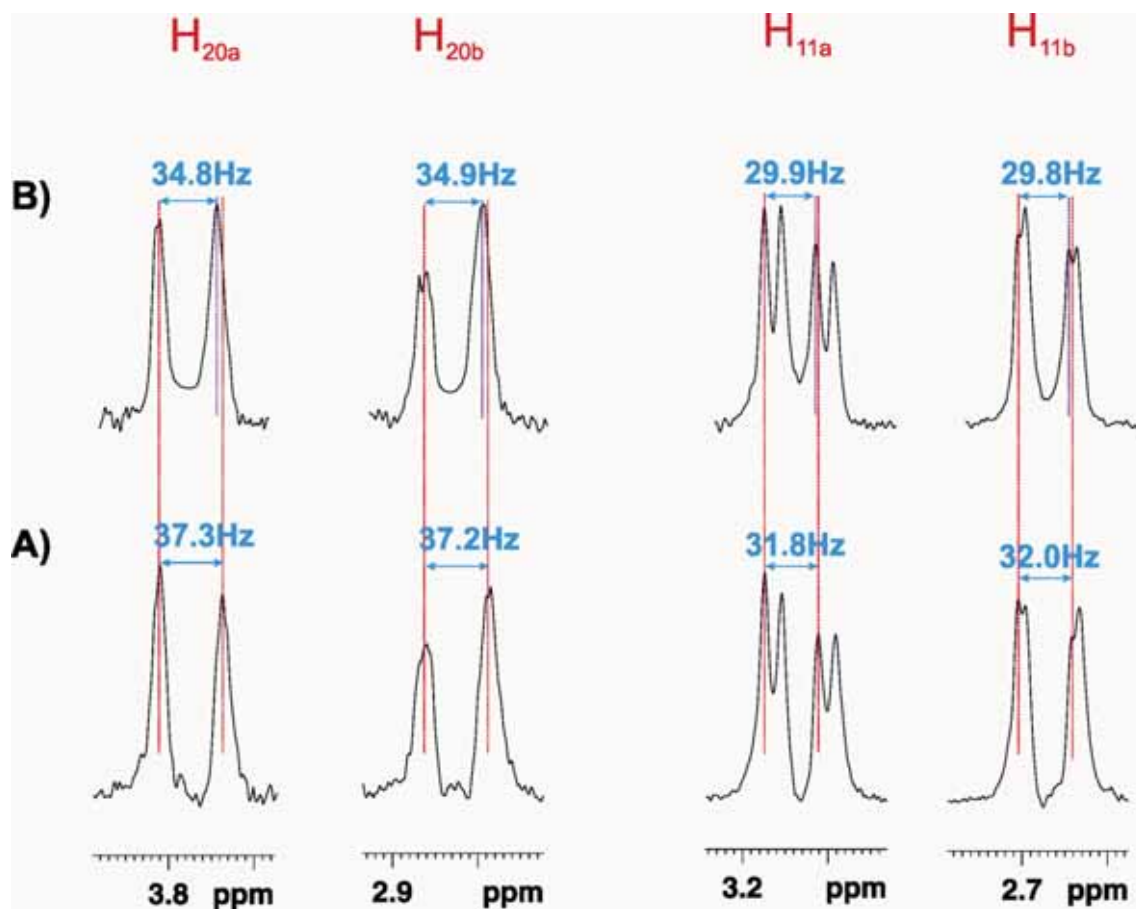 H20a H20b H11a H11b
34.8Hz 34.9Hz 29.9Hz 29.8Hz
B)
37.3Hz 37.2Hz 31.8Hz 32.0Hz
A)
3.8 ppm 2.9 ppm 3.2 ppm 2.7 ppm